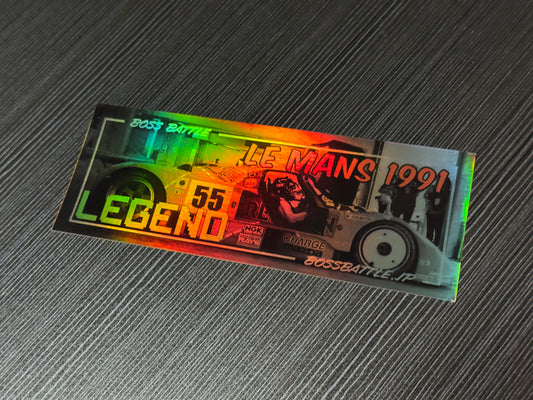 BOSS BATTLE
LE MANS 1991
55
LEGEND
NGK
CHARGE
BOSSBATTLE.JP